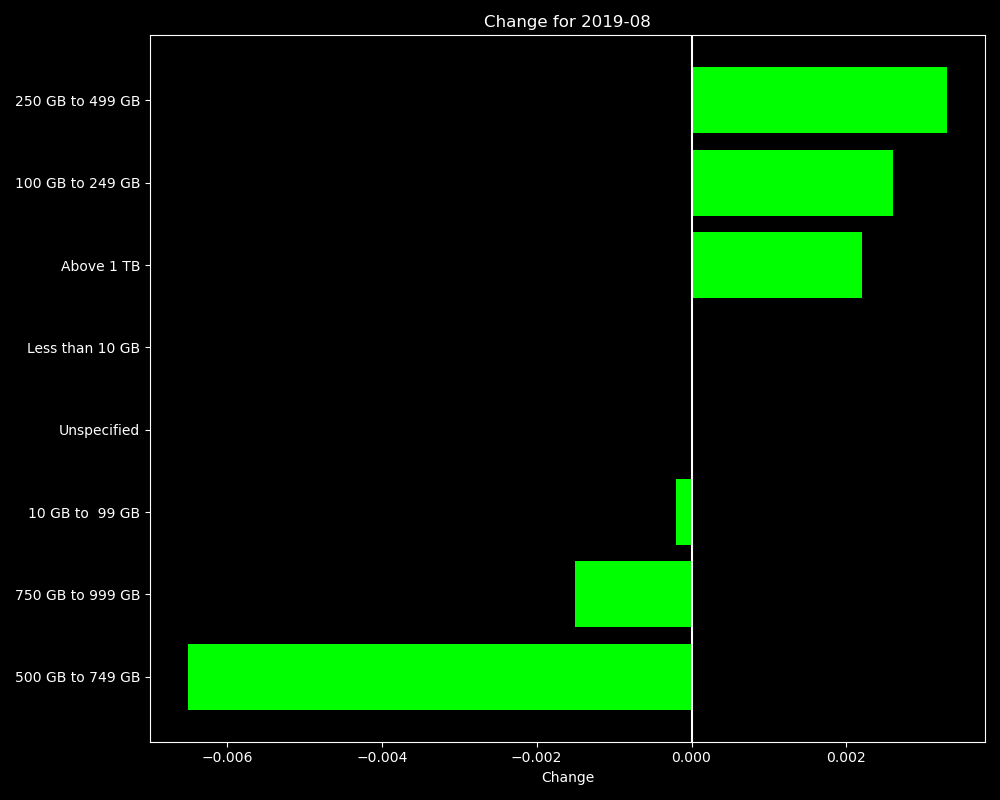 Change for 2019-08
250 GB to 499 GB
100 GB to 249 GB
Above 1 TB
Less than 10 GB
Unspecified
10 GB to  99 GB
750 GB to 999 GB
500 GB to 749 GB
−0.006 −0.004 −0.002 0.000 0.002
Change